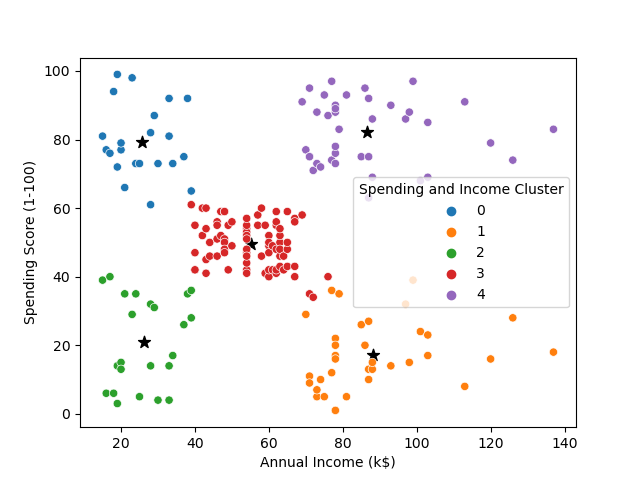 100
80
60
40
20
0
Spending Score (1-100)
Spending and Income Cluster
0
1
2
3
4
20 40 60 80 100 120 140
Annual Income (k$)